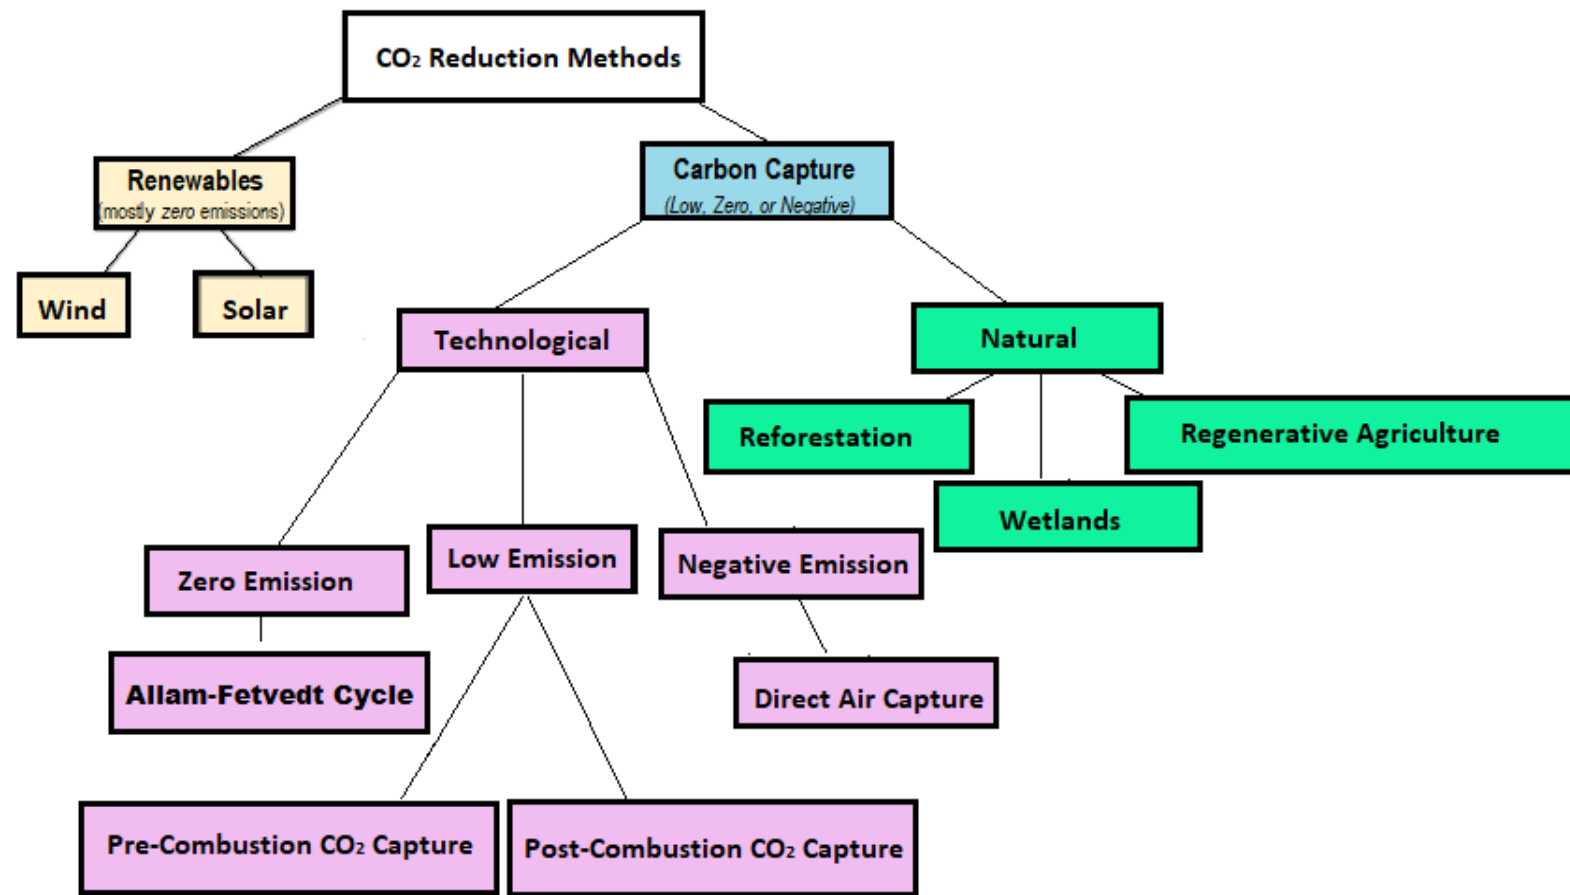 CO₂ Reduction Methods
Renewables
(mostly zero emissions)
Carbon Capture
(Low, Zero, or Negative)
Wind
Solar
Technological
Natural
Reforestation
Regenerative Agriculture
Wetlands
Zero Emission
Low Emission
Negative Emission
Allam-Fetvedt Cycle
Direct Air Capture
Pre-Combustion CO₂ Capture
Post-Combustion CO₂ Capture